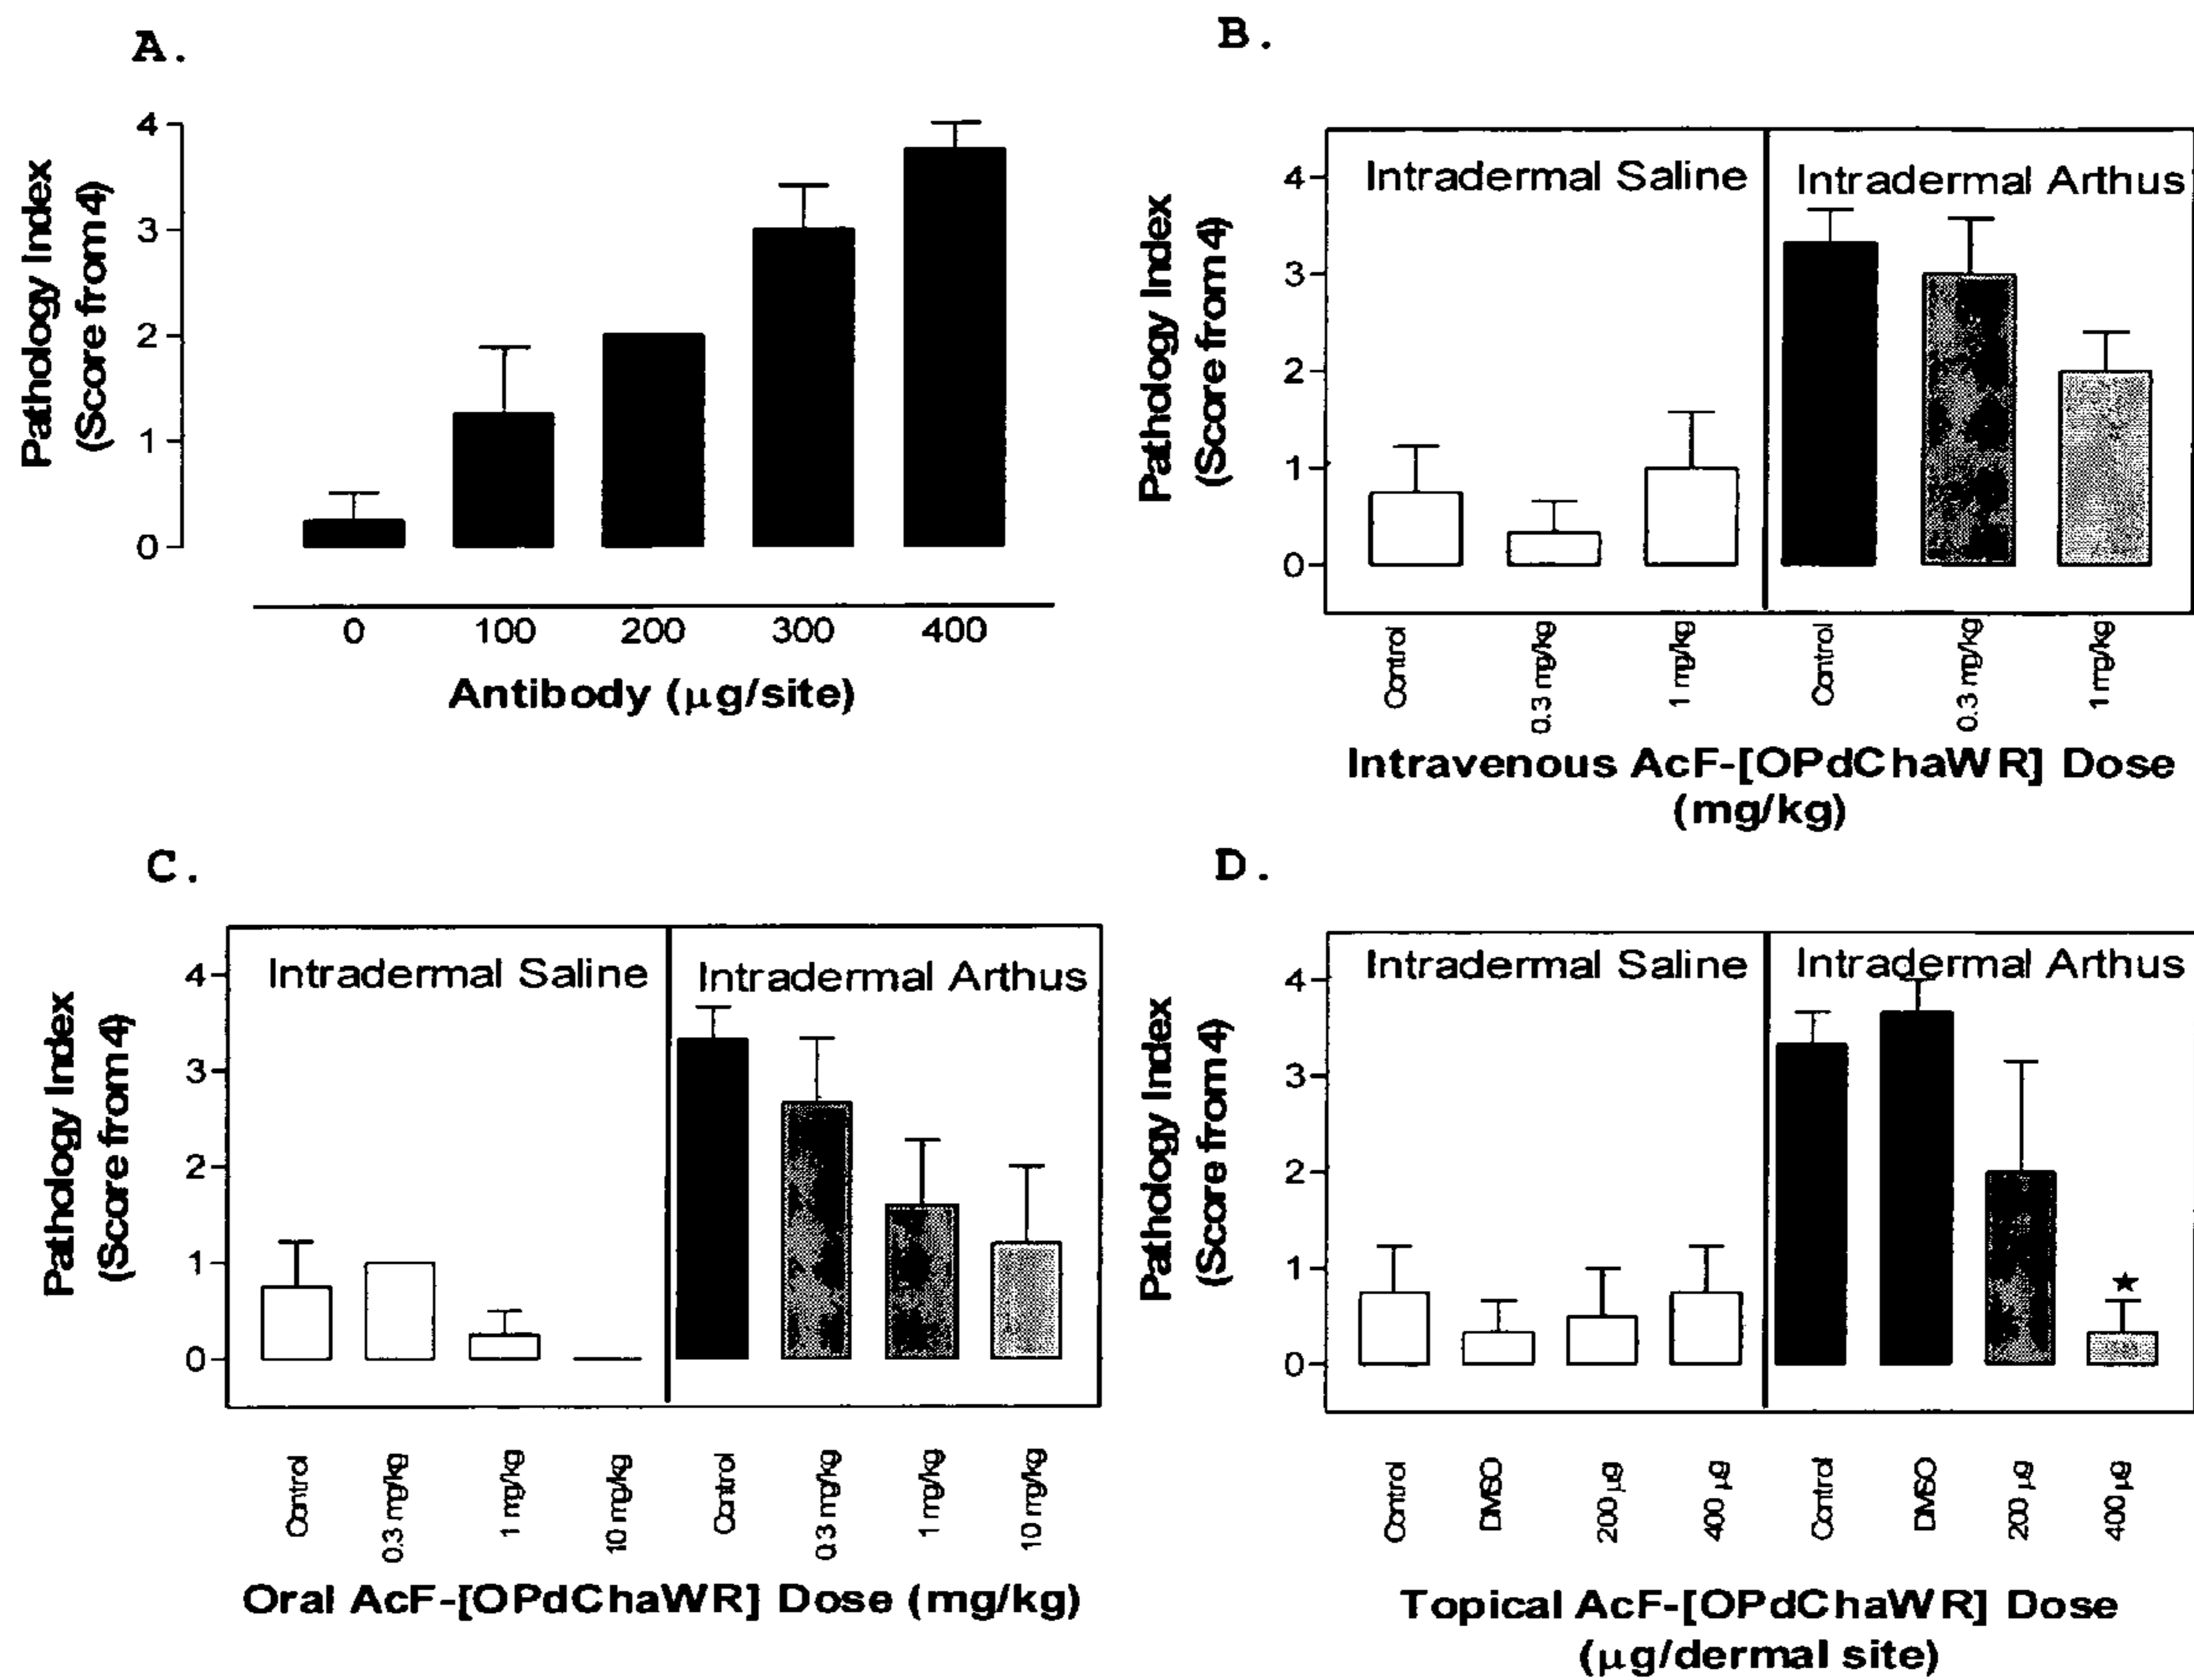 A.
Pathology Index
(Score from 4)
4
3
2
1
0
0 100 200 300 400
Antibody (μg/site)
B.
Pathology Index
(Score from 4)
Intradermal Saline Intradermal Arthus
4
3
2
1
0
Control 0.3 mg/kg 1 mg/kg Control 0.3 mg/kg 1 mg/kg
Intravenous AcF-[OPdChaWR] Dose
(mg/kg)
C.
Pathology Index
(Score from 4)
Intradermal Saline Intradermal Arthus
4
3
2
1
0
Control 0.3 mg/kg 1 mg/kg 10 mg/kg Control 0.3 mg/kg 1 mg/kg 10 mg/kg
Oral AcF-[OPdChaWR] Dose (mg/kg)
D.
Pathology Index
(Score from 4)
Intradermal Saline Intradermal Arthus
4
3
2
1
0
★
Control DMSO 200 μg 400 μg Control DMSO 200 μg 400 μg
Topical AcF-[OPdChaWR] Dose
(μg/dermal site)